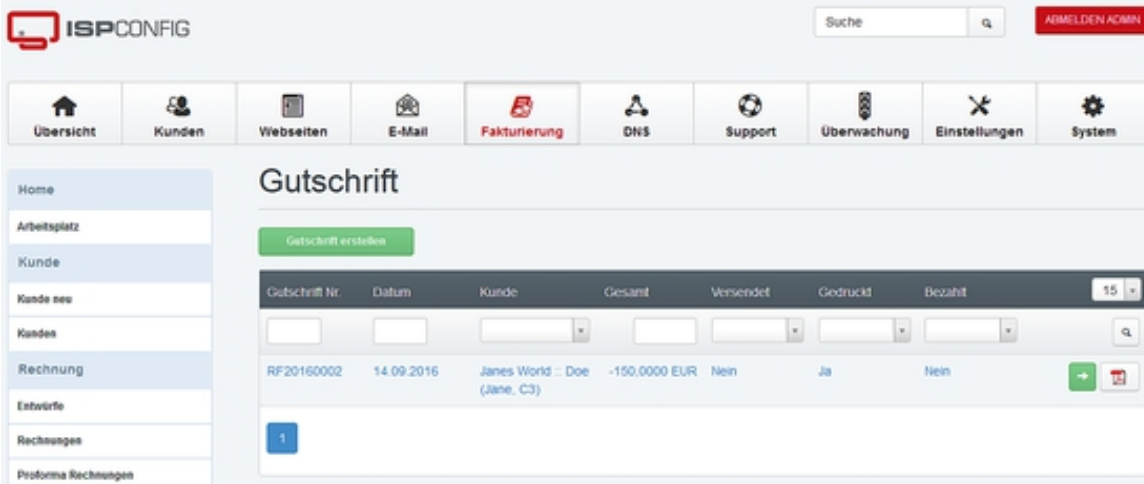 ISPCONFIG
Suche
ABMELDEN ADMIN
Übersicht
Kunden
Webseiten
E-Mail
Fakturierung
DNS
Support
Überwachung
Einstellungen
System
Home
Arbeitsplatz
Kunde
Kunde neu
Kunden
Rechnung
Entwürfe
Rechnungen
Proforma Rechnungen
Gutschrift
Gutschrift erstellen
Gutschrift Nr. Datum Kunde Gesamt Versendet Gedruckt Bezahlt 15
RF20160002 14.09.2016 Janes World :: Doe -150,0000 EUR Nein Ja Nein
(Jane, C3)
1